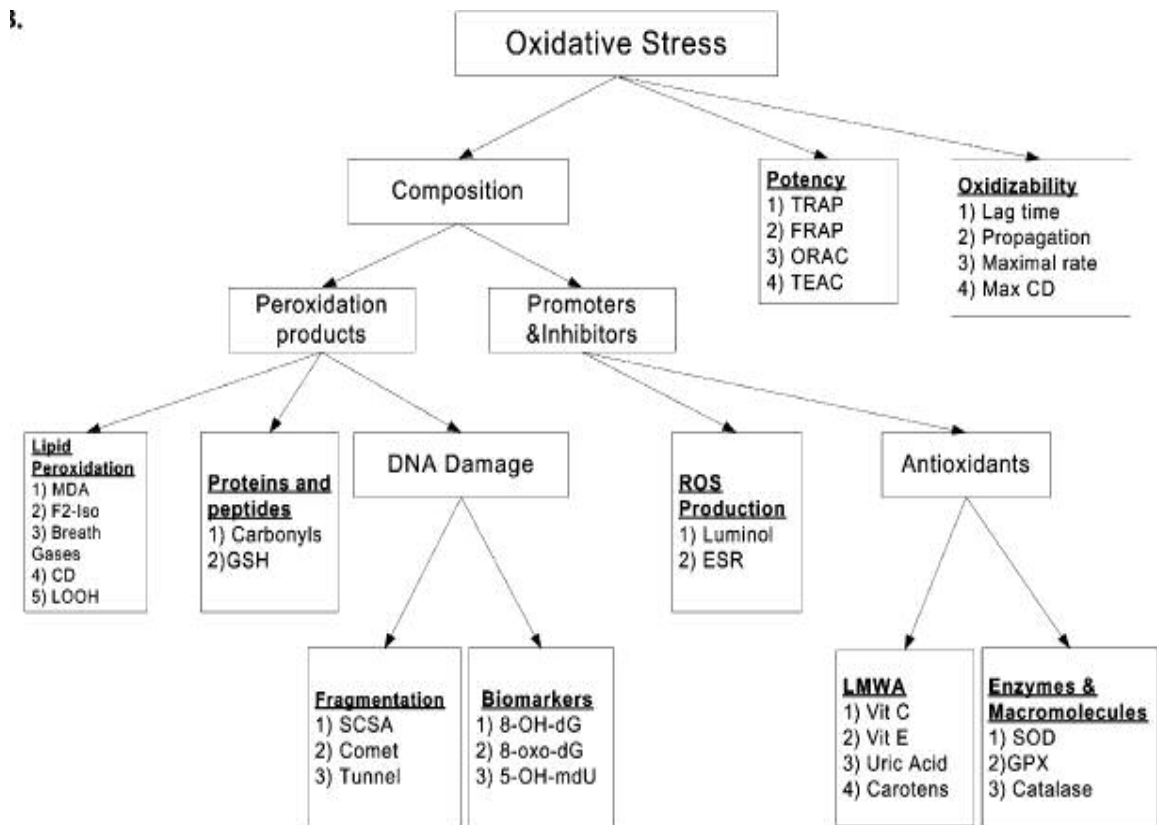 3.
Oxidative Stress
Composition
Potency
1) TRAP
2) FRAP
3) ORAC
4) TEAC
Oxidizability
1) Lag time
2) Propagation
3) Maximal rate
4) Max CD
Peroxidation
products
Promoters
&Inhibitors
Lipid
Peroxidation
1) MDA
2) F2-Iso
3) Breath
Gases
4) CD
5) LOOH
Proteins and
peptides
1) Carbonyls
2)GSH
DNA Damage
ROS
Production
1) Luminol
2) ESR
Antioxidants
Fragmentation
1) SCSA
2) Comet
3) Tunnel
Biomarkers
1) 8-OH-dG
2) 8-oxo-dG
3) 5-OH-mdU
LMWA
1) Vit C
2) Vit E
3) Uric Acid
4) Carotens
Enzymes &
Macromolecules
1) SOD
2)GPX
3) Catalase